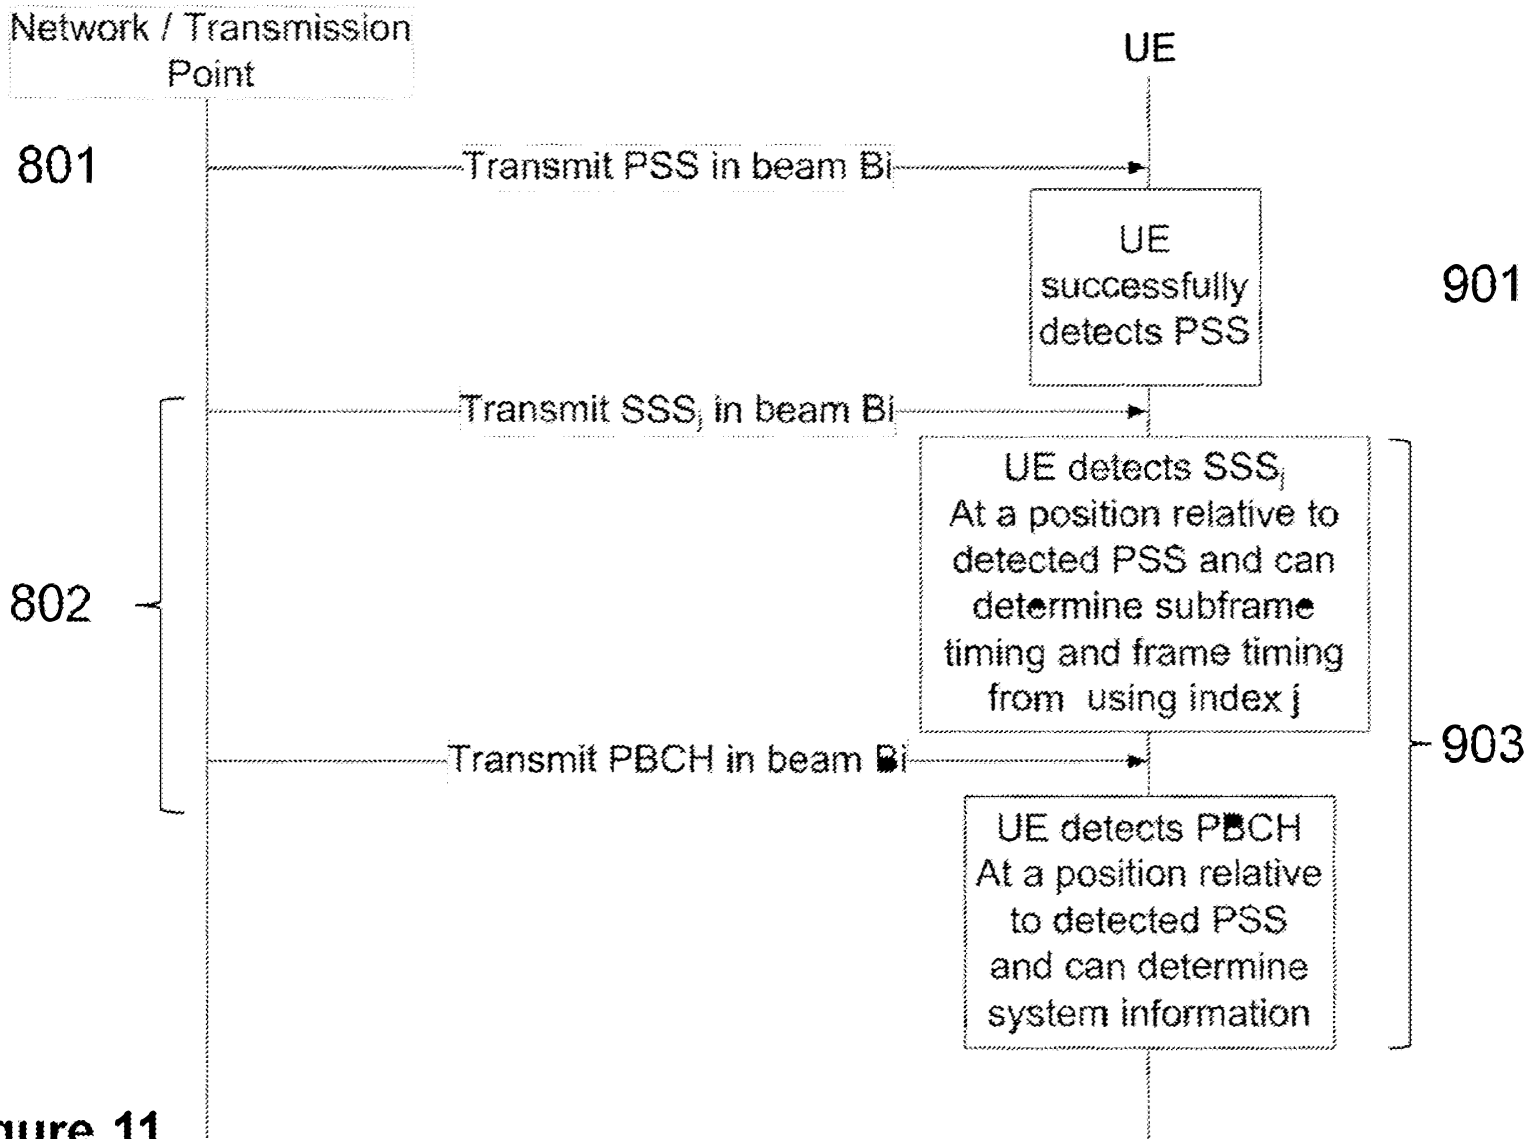 Network / Transmission
Point
UE
801
Transmit PSS in beam Bi
UE
successfully
detects PSS
901
Transmit SSSj in beam Bi
UE detects SSSj
At a position relative to
detected PSS and can
determine subframe
timing and frame timing
from using index j
802
903
Transmit PBCH in beam Bi
UE detects PBCH
At a position relative
to detected PSS
and can determine
system information
gure 11